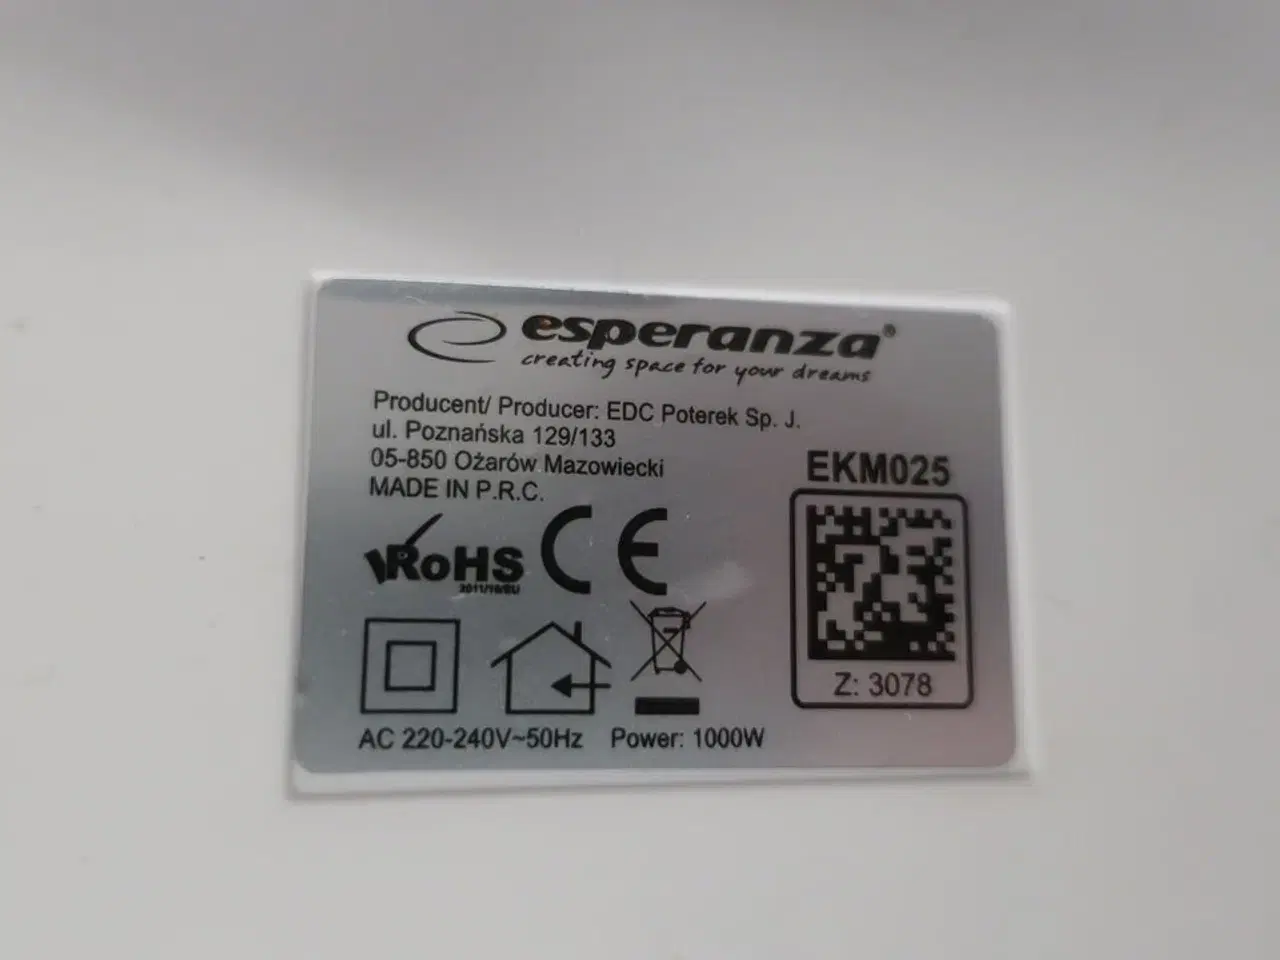 esperanza®
creating space for your dreams
Producent/ Producer: EDC Poterek Sp. J.
ul. Poznańska 129/133
05-850 Ożarów Mazowiecki
MADE IN P.R.C.
EKM025
RoHS
2011/16/EU
CE
Z: 3078
AC 220-240V~50Hz Power: 1000W